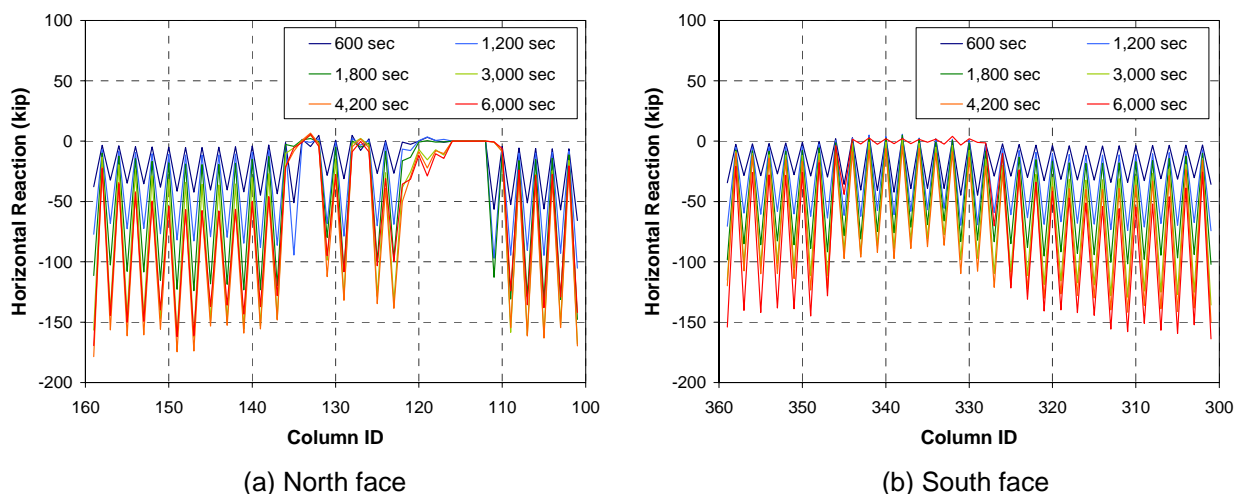 100
50
0
-50
-100
-150
-200
Horizontal Reaction (kip)
600 sec 1,200 sec
1,800 sec 3,000 sec
4,200 sec 6,000 sec
160 150 140 130 120 110 100
Column ID
(a) North face
100
50
0
-50
-100
-150
-200
Horizontal Reaction (kip)
600 sec 1,200 sec
1,800 sec 3,000 sec
4,200 sec 6,000 sec
360 350 340 330 320 310 300
Column ID
(b) South face